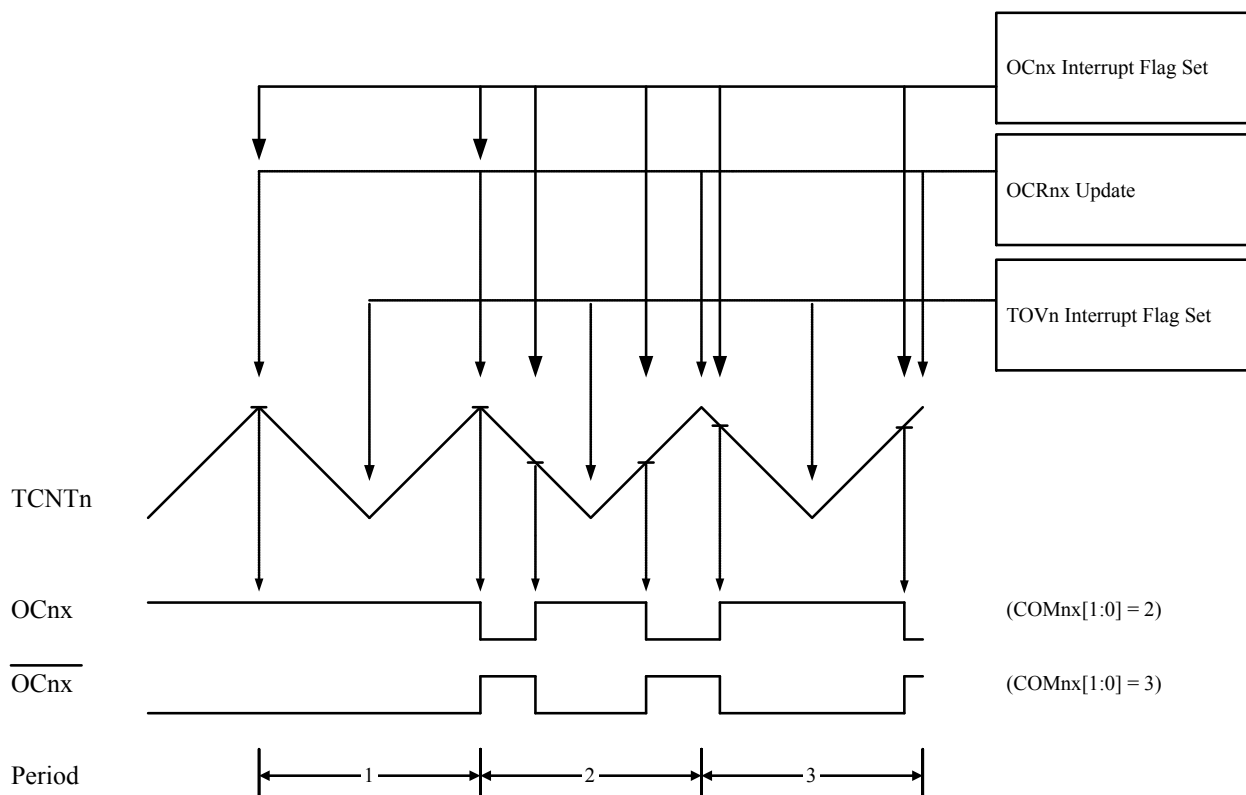 OCnx Interrupt Flag Set
OCRnx Update
TOVn Interrupt Flag Set
TCNTn
OCnx (COMnx[1:0] = 2)
OCnx (COMnx[1:0] = 3)
Period 1 2 3